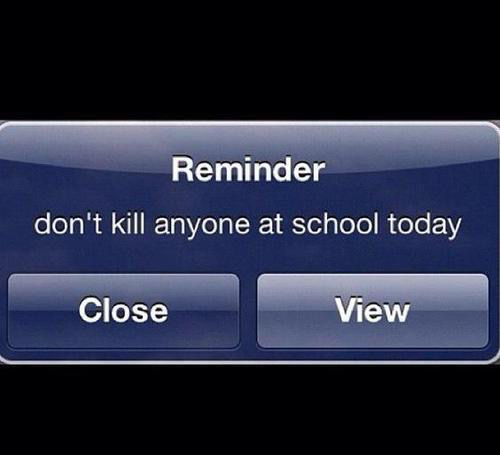 Reminder
don't kill anyone at school today
Close View